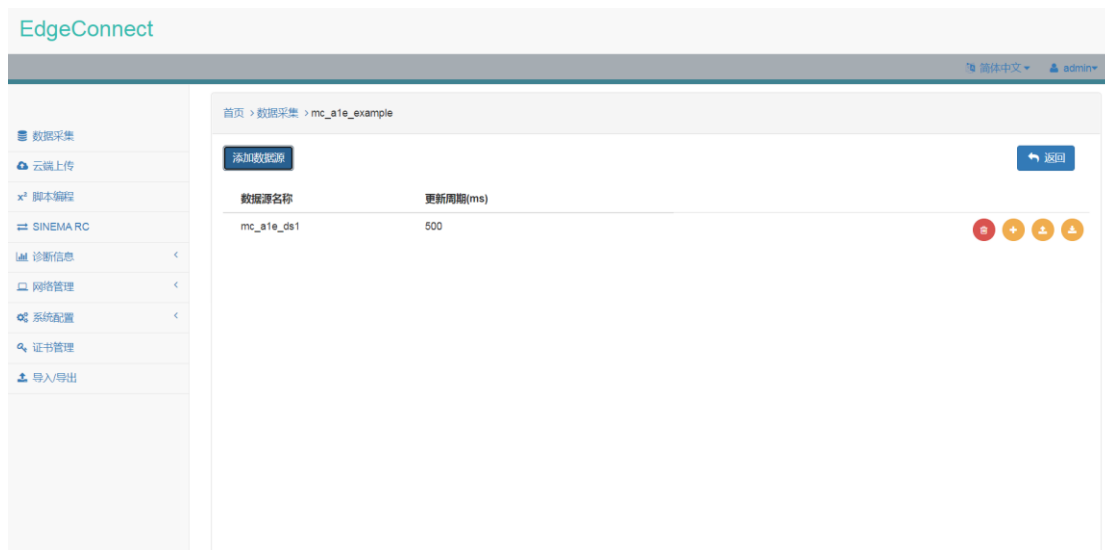 EdgeConnect
简体中文 admin
首页 > 数据采集 > mc_a1e_example
数据采集
添加数据源 返回
云端上传
x² 脚本编程
数据源名称 更新周期(ms)
SINEMA RC
mc_a1e_ds1 500
诊断信息
网络管理
系统配置
证书管理
导入/导出